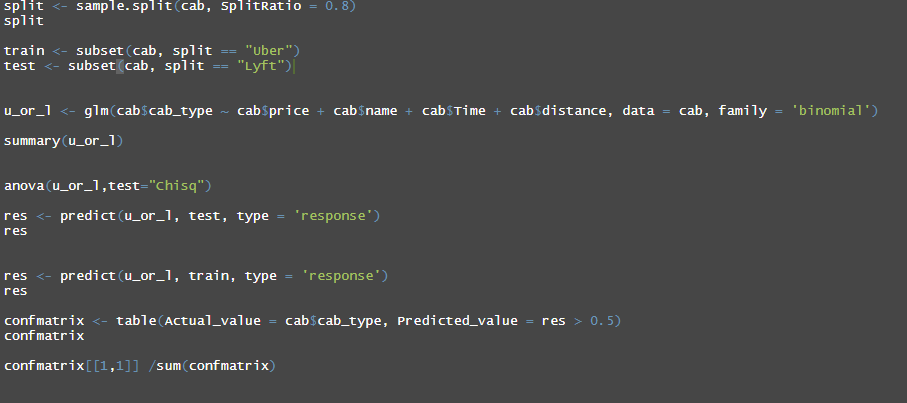 split <- sample.split(cab, SplitRatio = 0.8)
split
train <- subset(cab, split == "Uber")
test <- subset(cab, split == "Lyft")
u_or_l <- glm(cab$cab_type ~ cab$price + cab$name + cab$Time + cab$distance, data = cab, family = 'binomial')
summary(u_or_l)
anova(u_or_l,test="Chisq")
res <- predict(u_or_l, test, type = 'response')
res
res <- predict(u_or_l, train, type = 'response')
res
confmatrix <- table(Actual_value = cab$cab_type, Predicted_value = res > 0.5)
confmatrix
confmatrix[[1,1]] /sum(confmatrix)